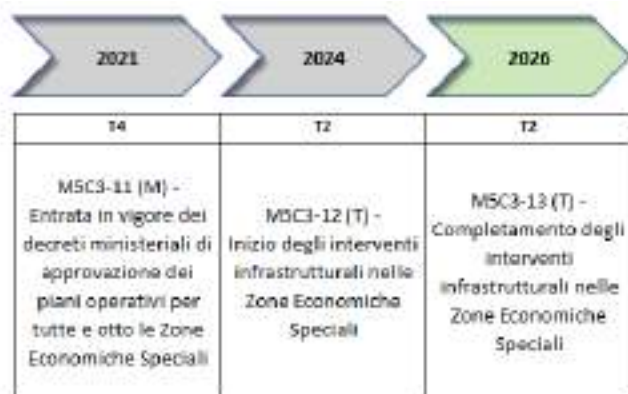 2021
2024
2026
T4
T2
T2
M5C3-11 (M) -
Entrata in vigore dei
decreti ministeriali di
approvazione dei
piani operativi per
tutte e otto le Zone
Economiche Speciali
M5C3-12 (T) -
Inizio degli interventi
infrastrutturali nelle
Zone Economiche
Speciali
M5C3-13 (T) -
Completamento degli
interventi
infrastrutturali nelle
Zone Economiche
Speciali